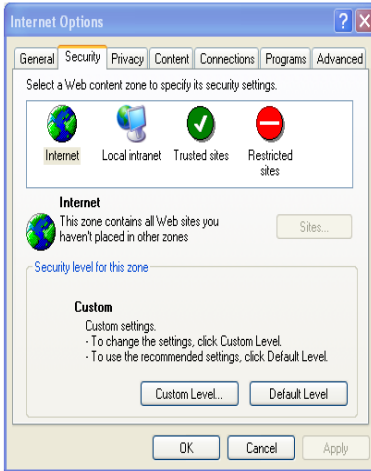 Internet Options
General Security Privacy Content Connections Programs Advanced
Select a Web content zone to specify its security settings.
Internet Local intranet Trusted sites Restricted sites
Internet
This zone contains all Web sites you
haven't placed in other zones
Sites...
Security level for this zone
Custom
Custom settings.
- To change the settings, click Custom Level.
- To use the recommended settings, click Default Level.
Custom Level... Default Level
OK Cancel Apply